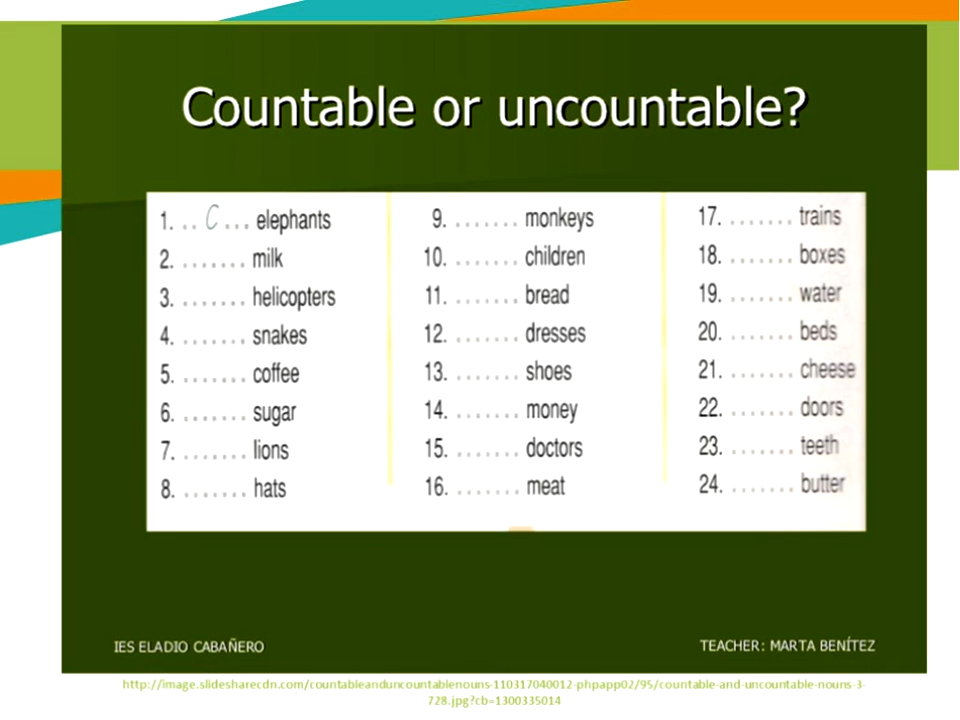 Countable or uncountable?
1. .. C ... elephants
2. ....... milk
3. ....... helicopters
4. ....... snakes
5. ....... coffee
6. ....... sugar
7. ....... lions
8. ....... hats
9. ....... monkeys
10. ....... children
11. ....... bread
12. ....... dresses
13. ....... shoes
14. ....... money
15. ....... doctors
16. ....... meat
17. ....... trains
18. ....... boxes
19. ....... water
20. ....... beds
21. ....... cheese
22. ....... doors
23. ....... teeth
24. ....... butter
IES ELADIO CABAÑERO
TEACHER: MARTA BENÍTEZ
http://image.slidesharecdn.com/countableanduncountablenouns-110317040012-phpapp02/95/countable-and-uncountable-nouns-3-
728.jpg?cb=1300335014